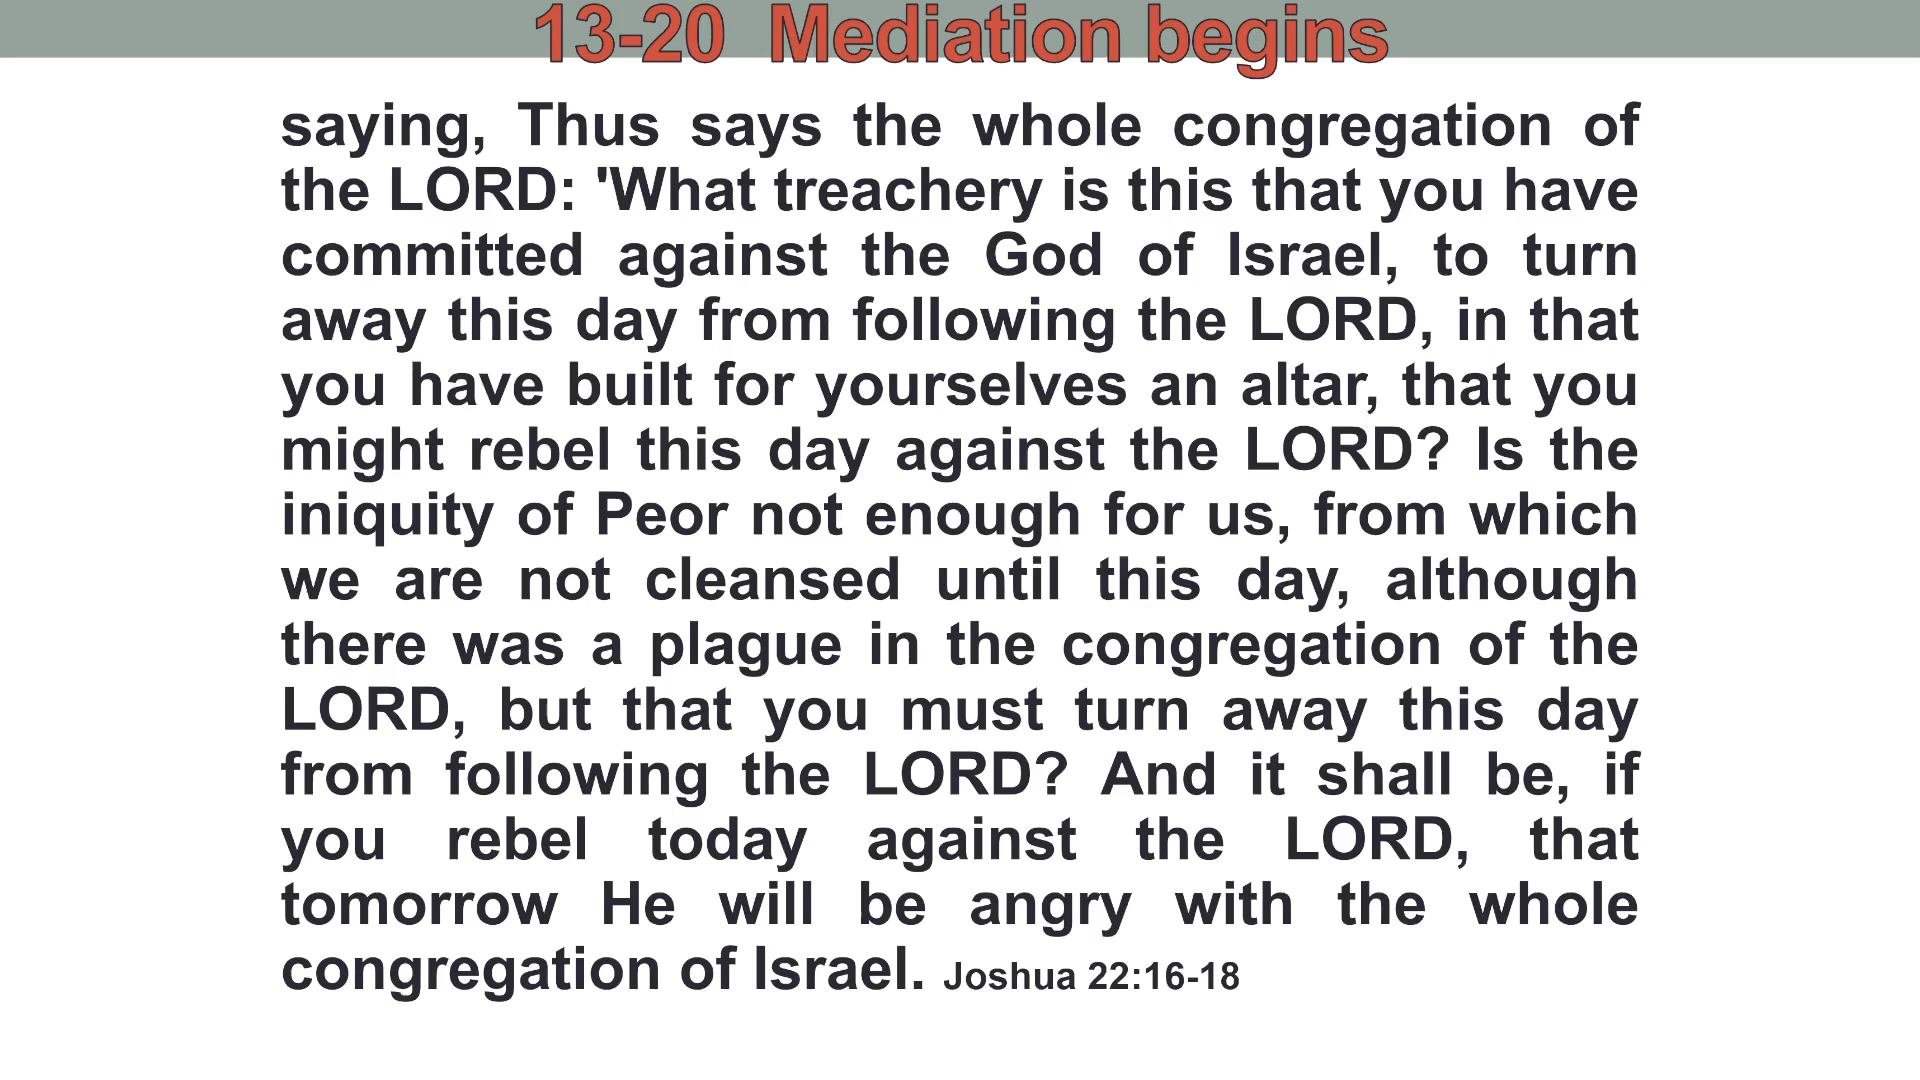 13-20 Mediation begins
saying, Thus says the whole congregation of
the LORD: 'What treachery is this that you have
committed against the God of Israel, to turn
away this day from following the LORD, in that
you have built for yourselves an altar, that you
might rebel this day against the LORD? Is the
iniquity of Peor not enough for us, from which
we are not cleansed until this day, although
there was a plague in the congregation of the
LORD, but that you must turn away this day
from following the LORD? And it shall be, if
you rebel today against the LORD, that
tomorrow He will be angry with the whole
congregation of Israel. Joshua 22:16-18